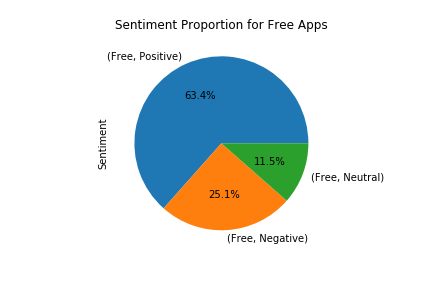 Sentiment Proportion for Free Apps
(Free, Positive)
63.4%
Sentiment
11.5%
(Free, Neutral)
25.1%
(Free, Negative)